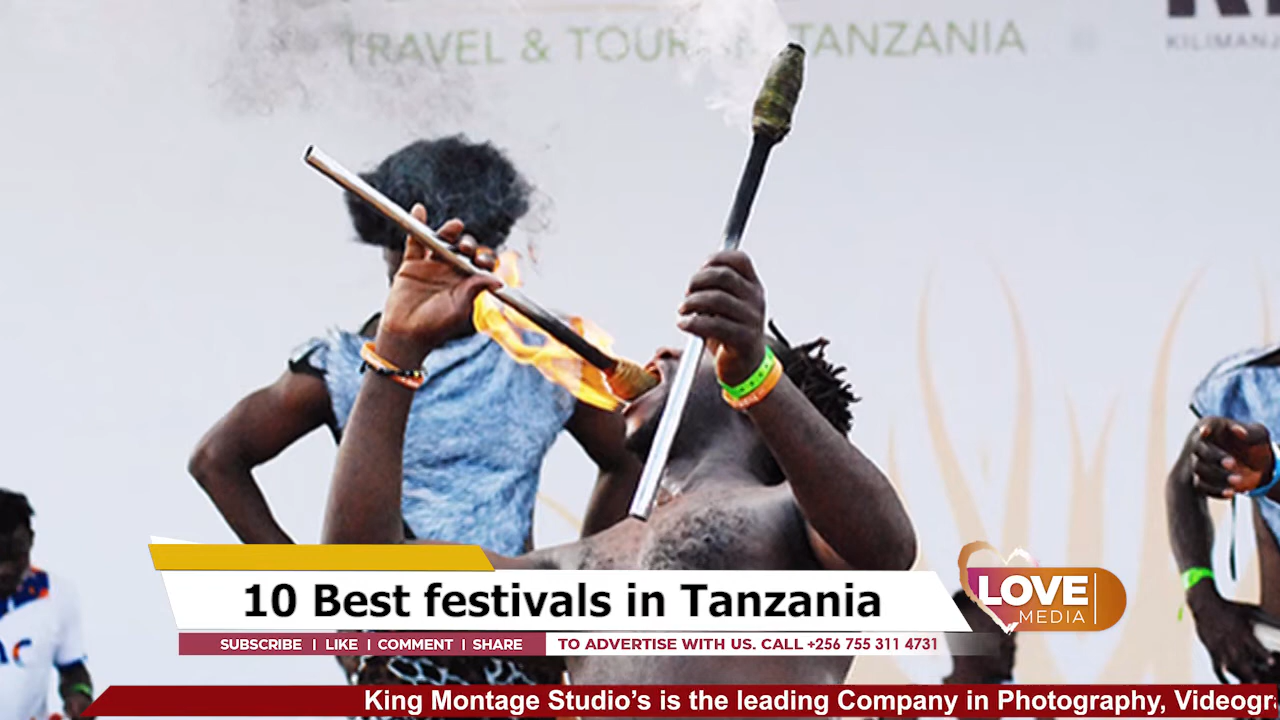 TRAVEL & TOURISM TANZANIA
10 Best festivals in Tanzania
LOVE
MEDIA
SUBSCRIBE | LIKE | COMMENT | SHARE
TO ADVERTISE WITH US. CALL +256 755 311 4731
King Montage Studio’s is the leading Company in Photography, Videogr